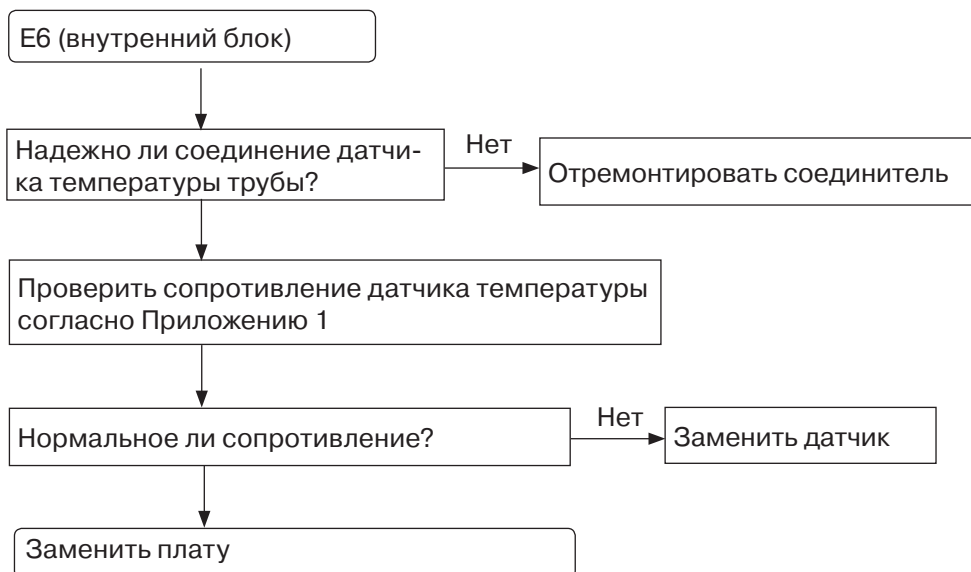 Е6 (внутренний блок)
Надежно ли соединение датчи-
ка температуры трубы?
Нет
Отремонтировать соединитель
Проверить сопротивление датчика температуры
согласно Приложению 1
Нормальное ли сопротивление?
Нет
Заменить датчик
Заменить плату